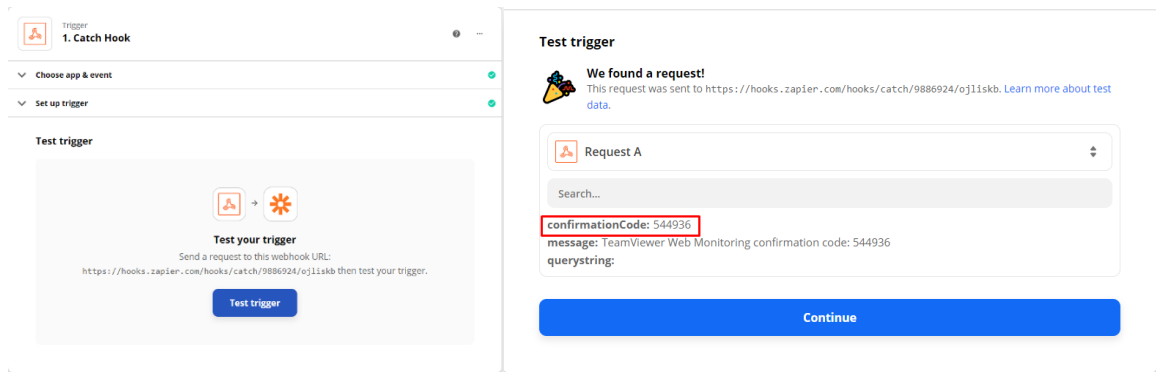 Trigger
1. Catch Hook
Choose app & event
Set up trigger
Test trigger
Test your trigger
Send a request to this webhook URL:
https://hooks.zapier.com/hooks/catch/9886924/ojliskb then test your trigger.
Test trigger
Test trigger
We found a request!
This request was sent to https://hooks.zapier.com/hooks/catch/9886924/ojliskb. Learn more about test
data.
Request A
Search...
confirmationCode: 544936
message: TeamViewer Web Monitoring confirmation code: 544936
querystring:
Continue